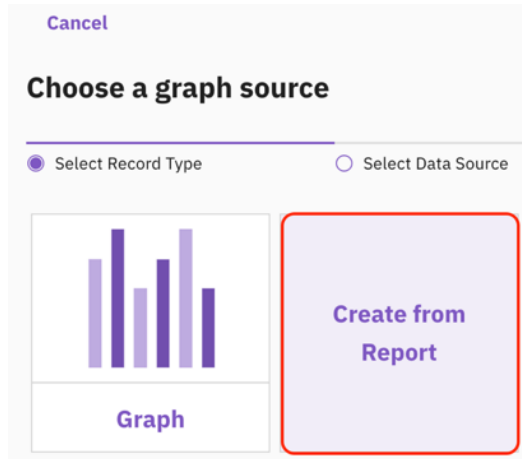 Cancel
Choose a graph source
Select Record Type
Select Data Source
Graph
Create from
Report